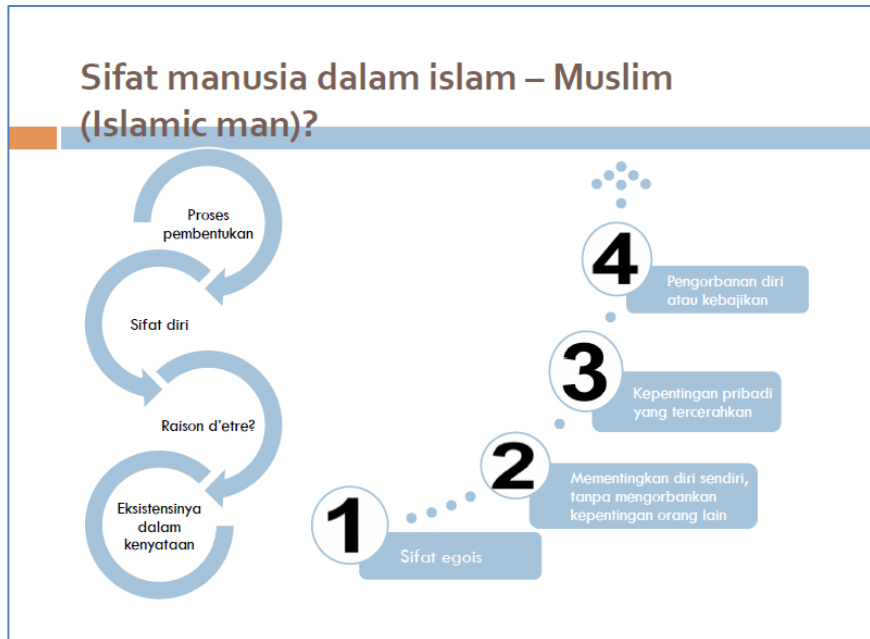 Sifat manusia dalam islam – Muslim
(Islamic man)?
Proses
pembentukan
Sifat diri
Raison d'etre?
Eksistensinya
dalam
kenyataan
1
Sifat egois
2
Mementingkan diri sendiri,
tanpa mengorbankan
kepentingan orang lain
3
Kepentingan pribadi
yang tercerahkan
4
Pengorbanan diri
atau kebajikan